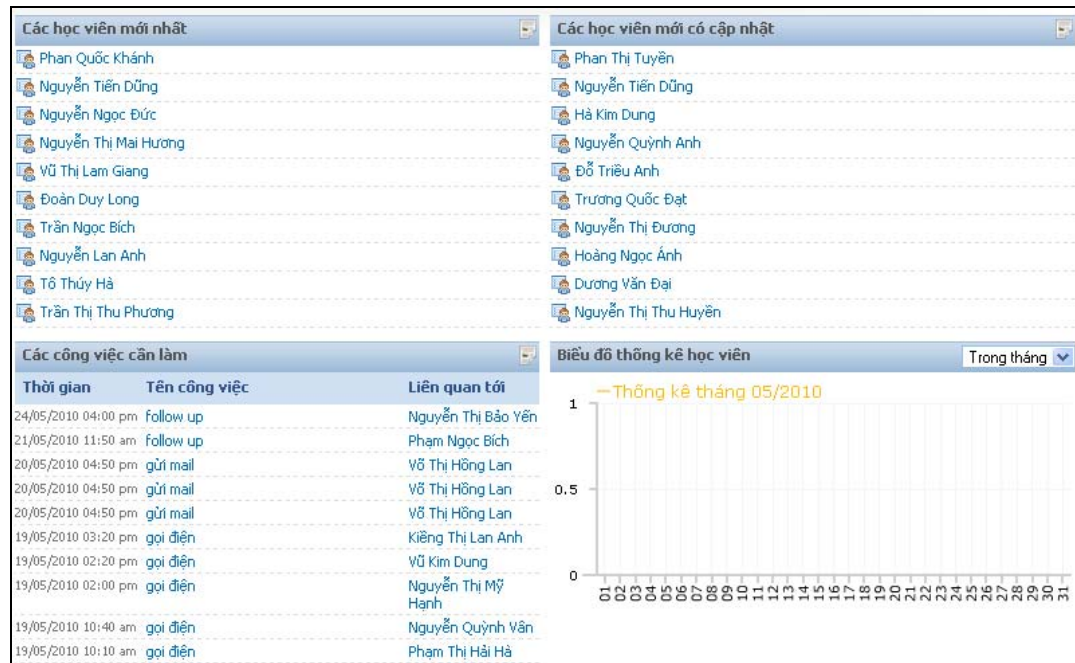 Các học viên mới nhất
Phan Quốc Khánh
Nguyễn Tiến Dũng
Nguyễn Ngọc Đức
Nguyễn Thị Mai Hương
Vũ Thị Lam Giang
Đoàn Duy Long
Trần Ngọc Bích
Nguyễn Lan Anh
Tô Thúy Hà
Trần Thị Thu Phương
Các học viên mới có cập nhật
Phan Thị Tuyền
Nguyễn Tiến Dũng
Hà Kim Dung
Nguyễn Quỳnh Anh
Đỗ Triều Anh
Trương Quốc Đạt
Nguyễn Thị Đương
Hoàng Ngọc Ánh
Dương Văn Đại
Nguyễn Thị Thu Huyền
Các công việc cần làm
Thời gian Tên công việc Liên quan tới
24/05/2010 04:00 pm follow up Nguyễn Thị Bảo Yến
21/05/2010 11:50 am follow up Phạm Ngọc Bích
20/05/2010 04:50 pm gửi mail Võ Thị Hồng Lan
20/05/2010 04:50 pm gửi mail Võ Thị Hồng Lan
20/05/2010 04:50 pm gửi mail Võ Thị Hồng Lan
19/05/2010 03:20 pm gọi điện Kiềng Thị Lan Anh
19/05/2010 02:20 pm gọi điện Vũ Kim Dung
19/05/2010 02:00 pm gọi điện Nguyễn Thị Mỹ
Hạnh
19/05/2010 10:40 am gọi điện Nguyễn Quỳnh Vân
19/05/2010 10:10 am gọi điện Phạm Thị Hải Hà
Biểu đồ thống kê học viên Trong tháng
Thống kê tháng 05/2010
1
0.5
0
01 02 03 04 05 06 07 08 09 10 11 12 13 14 15 16 17 18 19 20 21 22 23 24 25 26 27 28 29 30 31